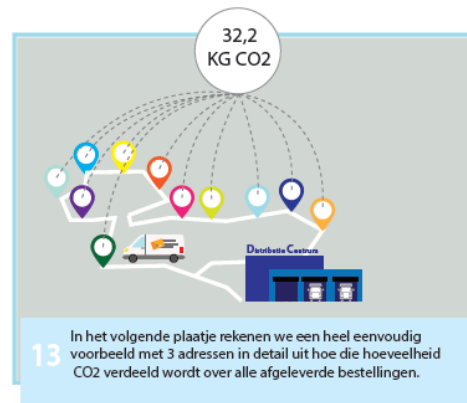 32,2
KG CO2
Distributie Centrum
13
In het volgende plaatje rekenen we een heel eenvoudig
voorbeeld met 3 adressen in detail uit hoe die hoeveelheid
CO2 verdeeld wordt over alle afgeleverde bestellingen.